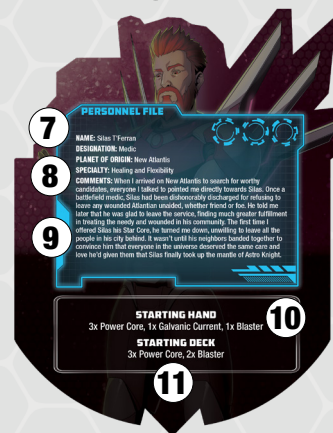 PERSONNEL FILE
7
NAME: Silas T'Ferran
DESIGNATION: Medic
PLANET OF ORIGIN: New Atlantis
8
SPECIALTY: Healing and Flexibility
COMMENTS: When I arrived on New Atlantis to search for worthy
candidates, everyone I talked to pointed me directly towards Silas. Once a
battlefield medic, Silas had been dishonorably discharged for refusing to
leave any wounded Atlantian unaided, whether friend or foe. He told me
later that he was glad to leave the service, finding much greater fulfillment
9
in treating the needy and wounded in his community. The first time I
offered Silas his Star Core, he turned me down, unwilling to leave all the
people in his city behind. It wasn't until his neighbors banded together to
convince him that everyone in the universe deserved the same care and
love he'd given them that Silas finally took up the mantle of Astro Knight.
STARTING HAND
10
3x Power Core, 1x Galvanic Current, 1x Blaster
STARTING DECK
3x Power Core, 2x Blaster
11